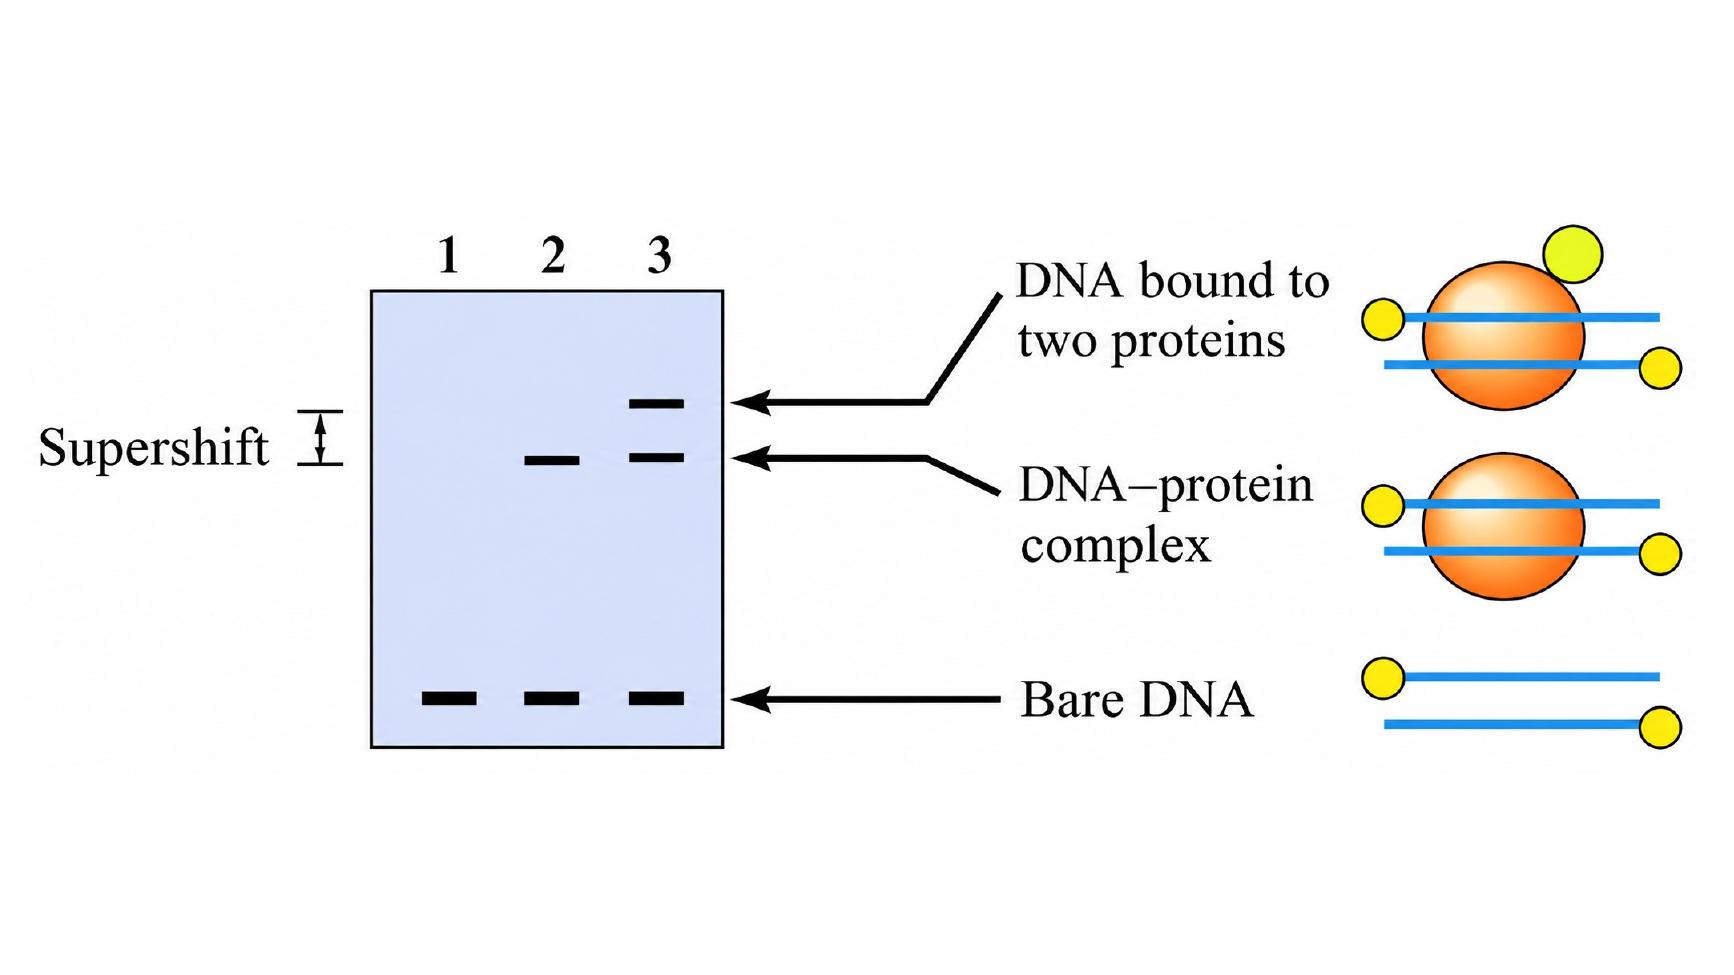 1 2 3
DNA bound to
two proteins
Supershift
DNA–protein
complex
Bare DNA